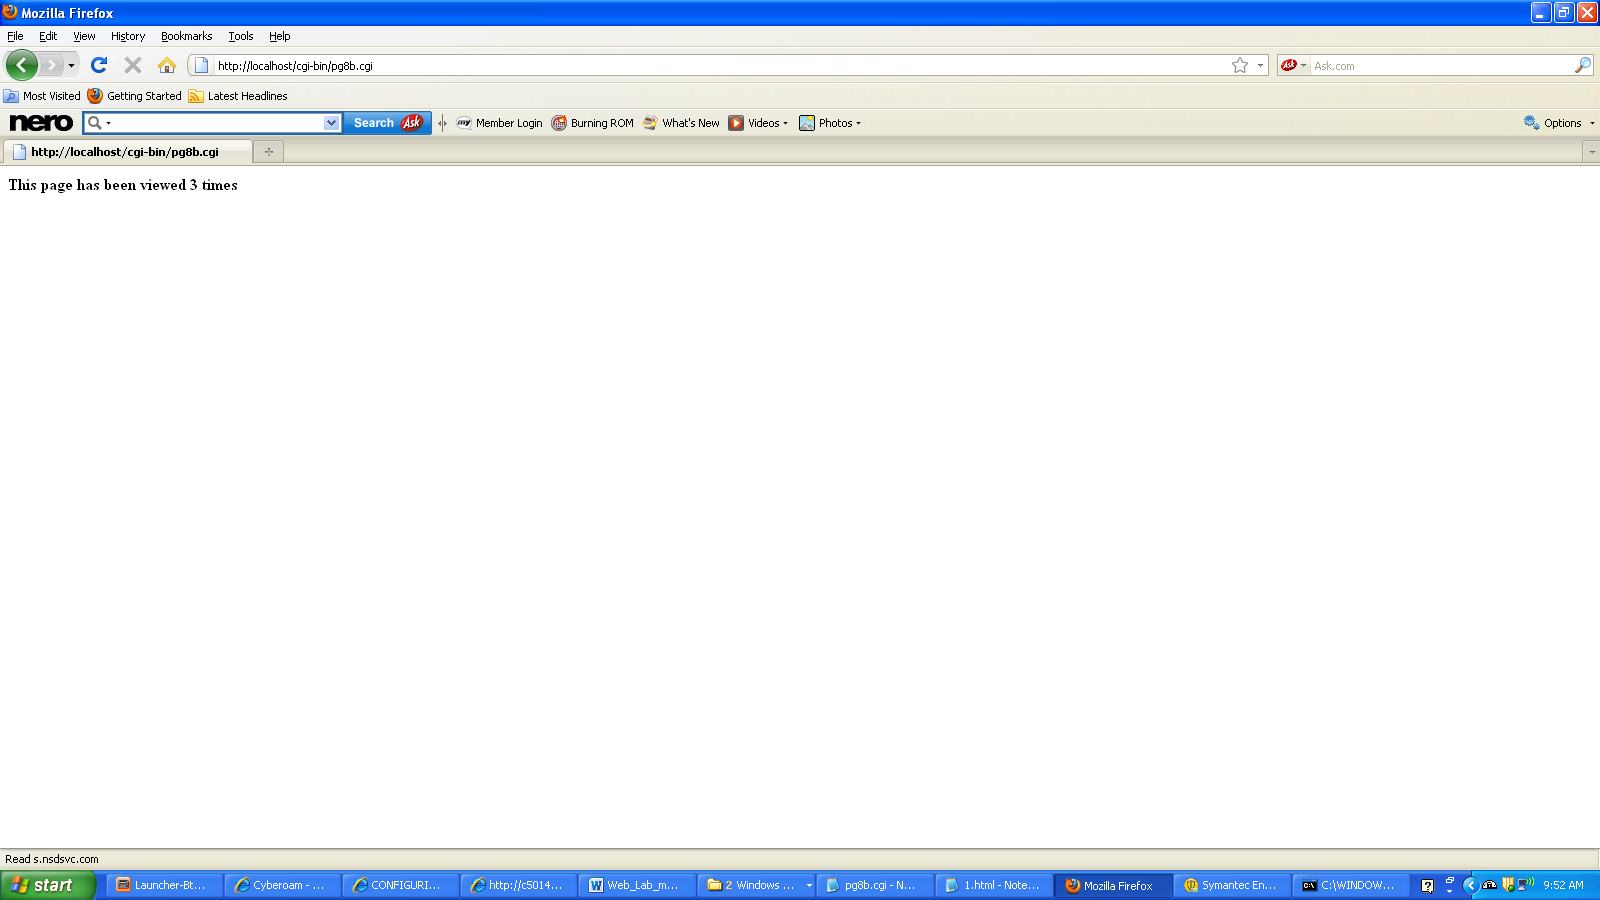 Mozilla Firefox
File Edit View History Bookmarks Tools Help
http://localhost/cgi-bin/pg8b.cgi Ask Ask.com
Most Visited Getting Started Latest Headlines
nero Search Ask my Member Login Burning ROM What's New Videos Photos Options
http://localhost/cgi-bin/pg8b.cgi
This page has been viewed 3 times
Read s.nsdsvc.com
start Launcher-Bt... Cyberoam - ... CONFIGURI... http://c5014... Web_Lab_m... 2 Windows ... pg8b.cgi - N... 1.html - Note... Mozilla Firefox Symantec En... C:\WINDOW... 9:52 AM